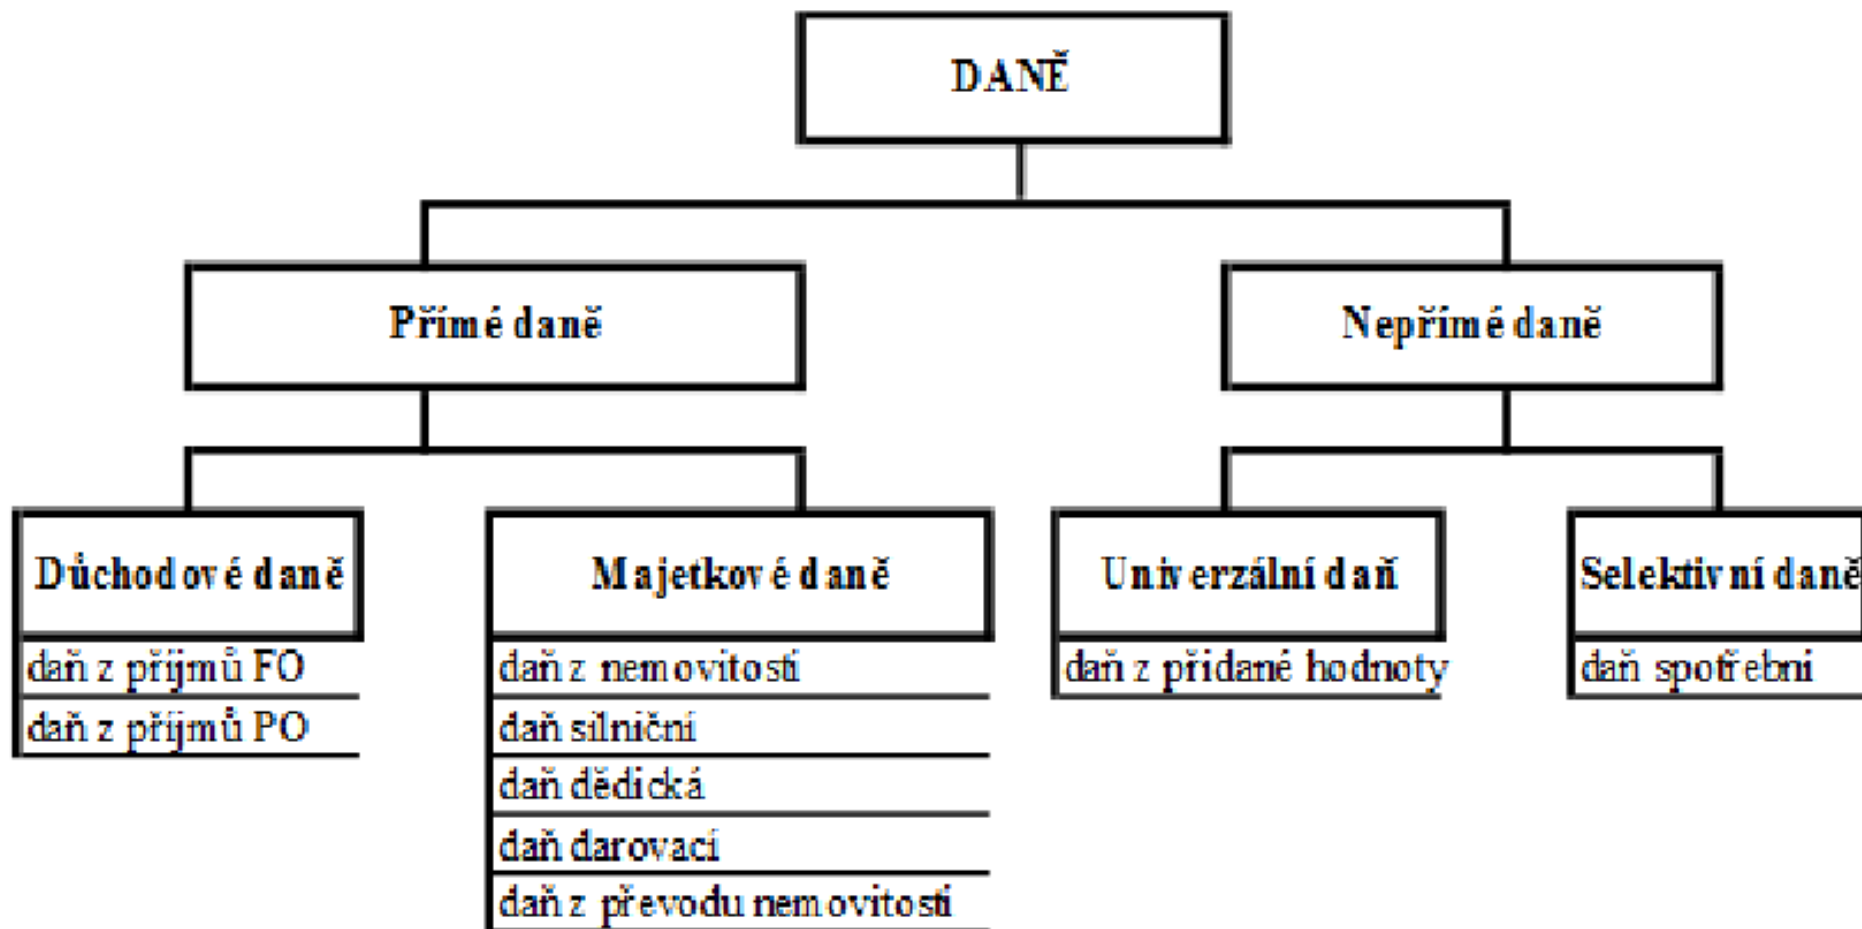 DANĚ
Přímé daně
Nepřímé daně
Důchodové daně
daň z příjmů FO
daň z příjmů PO
Majetkové daně
daň z nemovitostí
daň silniční
daň dědická
daň darovací
daň z převodu nemovitostí
Univerzální daň
daň z přidané hodnoty
Selektivní daně
daň spotřební